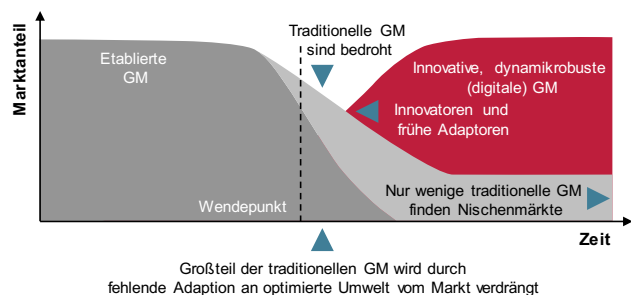 Marktanteil
Traditionelle GM
sind bedroht
Etablierte
GM
Innovative, dynamikrobuste
(digitale) GM
Innovatoren und
frühe Adaptoren
Nur wenige traditionelle GM
finden Nischenmärkte
Wendepunkt
Zeit
Großteil der traditionellen GM wird durch
fehlende Adaption an optimierte Umwelt vom Markt verdrängt